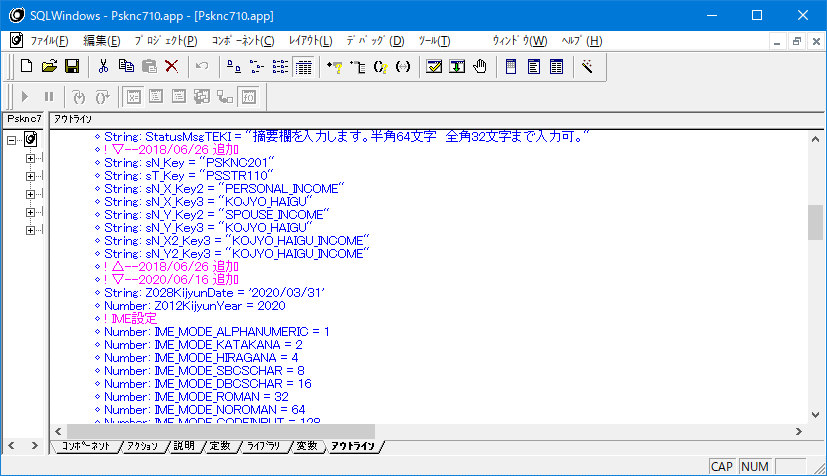 SQLWindows - Psknc710.app - [Psknc710.app]
ﾌｧｲﾙ(F) 編集(E) ﾌﾟﾛｼﾞｪｸﾄ(P) ｺﾝﾎﾟｰﾈﾝﾄ(C) ﾚｲｱｳﾄ(L) ﾃﾞﾊﾞｯｸﾞ(D) ﾂｰﾙ(T) ｳｨﾝﾄﾞｳ(W) ﾍﾙﾌﾟ(H)
Psknc7
ｱｳﾄﾗｲﾝ
String: StatusMsgTEKI = "摘要欄を入力します。半角64文字　全角32文字まで入力可。"
! ▽--2018/06/26 追加
String: sN_Key = "PSKNC201"
String: sT_Key = "PSSTR110"
String: sN_X_Key2 = "PERSONAL_INCOME"
String: sN_X_Key3 = "KOJYO_HAIGU"
String: sN_Y_Key2 = "SPOUSE_INCOME"
String: sN_Y_Key3 = "KOJYO_HAIGU"
String: sN_X2_Key3 = "KOJYO_HAIGU_INCOME"
String: sN_Y2_Key3 = "KOJYO_HAIGU_INCOME"
! △--2018/06/26 追加
! ▽--2020/06/16 追加
String: Z028KijyunDate = '2020/03/31'
Number: Z012KijyunYear = 2020
! IME設定
Number: IME_MODE_ALPHANUMERIC = 1
Number: IME_MODE_KATAKANA = 2
Number: IME_MODE_HIRAGANA = 4
Number: IME_MODE_SBCSCHAR = 8
Number: IME_MODE_DBCSCHAR = 16
Number: IME_MODE_ROMAN = 32
Number: IME_MODE_NOROMAN = 64
Number: IME_MODE_CODEINPUT = 128
ｺﾝﾎﾟｰﾈﾝﾄ ｱｸｼｮﾝ 説明 定数 ﾗｲﾌﾞﾗﾘ 変数 ｱｳﾄﾗｲﾝ
CAP NUM